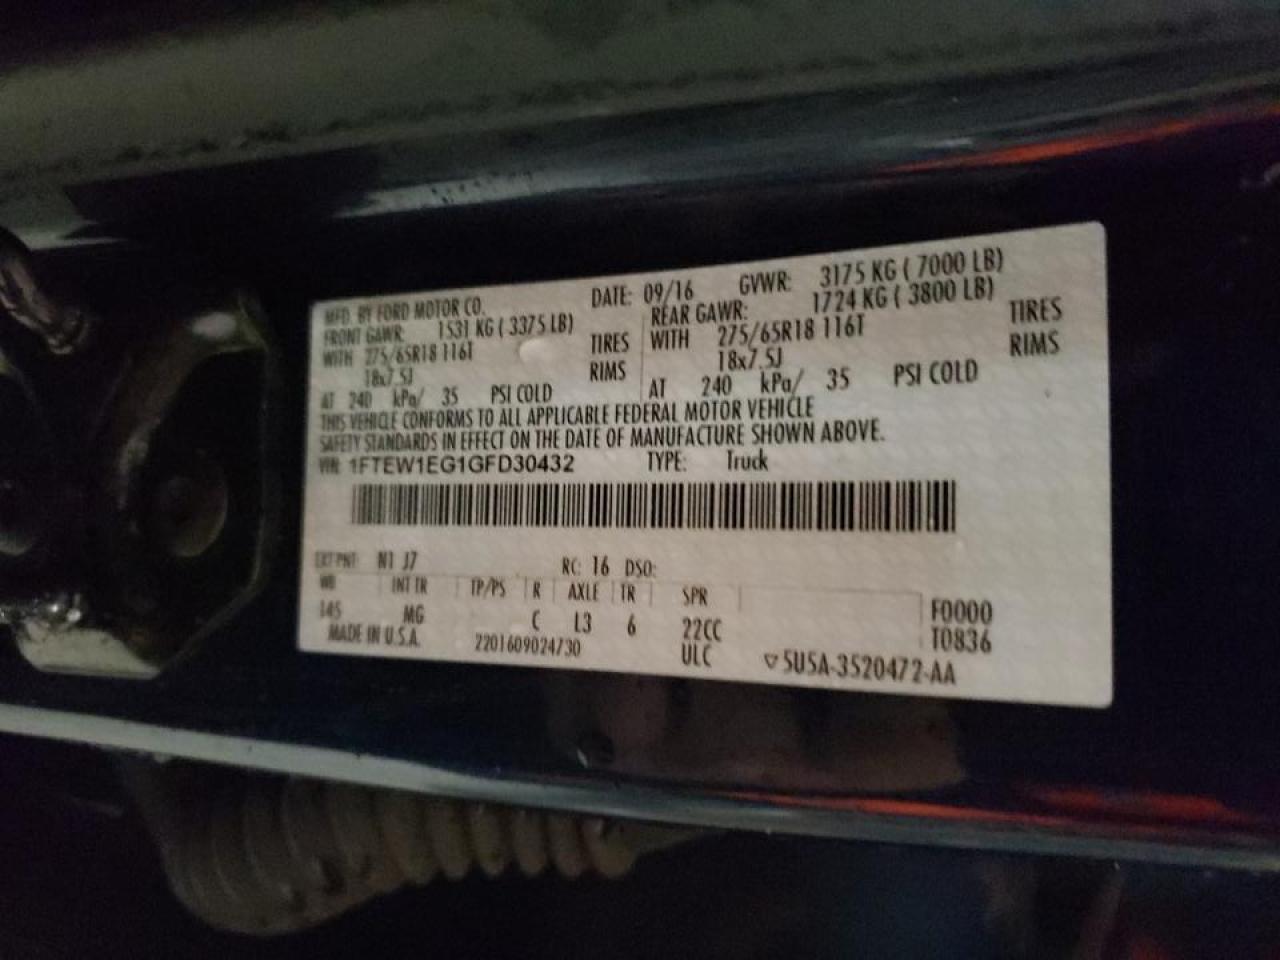 MFD. BY FORD MOTOR CO. DATE: 09/16 GVWR: 3175 KG ( 7000 LB)
FRONT GAWR: 1531 KG ( 3375 LB) REAR GAWR: 1724 KG ( 3800 LB)
WITH 275/65R18 116T TIRES WITH 275/65R18 116T TIRES
18x7.5J RIMS 18x7.5J RIMS
AT 240 kPa/ 35 PSI COLD AT 240 kPa/ 35 PSI COLD
THIS VEHICLE CONFORMS TO ALL APPLICABLE FEDERAL MOTOR VEHICLE
SAFETY STANDARDS IN EFFECT ON THE DATE OF MANUFACTURE SHOWN ABOVE.
VIN: 1FTEW1EG1GFD30432 TYPE: Truck
EXT PNT: N1 J7 RC: 16 DSO:
WB INT TR TP/PS R AXLE TR SPR F0000
145 MG C L3 6 22CC T0836
MADE IN U.S.A. 2201609024730 ULC ▽5U5A-3520472-AA